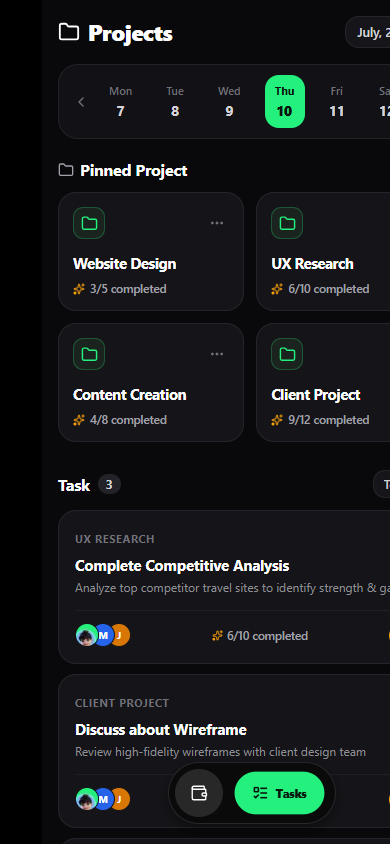 Projects
July, 2
Mon Tue Wed Thu Fri Sa
7 8 9 10 11 12
Pinned Project
Website Design
3/5 completed
UX Research
6/10 completed
Content Creation
4/8 completed
Client Project
9/12 completed
Task 3
UX RESEARCH
Complete Competitive Analysis
Analyze top competitor travel sites to identify strength & ga
M J
6/10 completed
CLIENT PROJECT
Discuss about Wireframe
Review high-fidelity wireframes with client design team
M J
Tasks